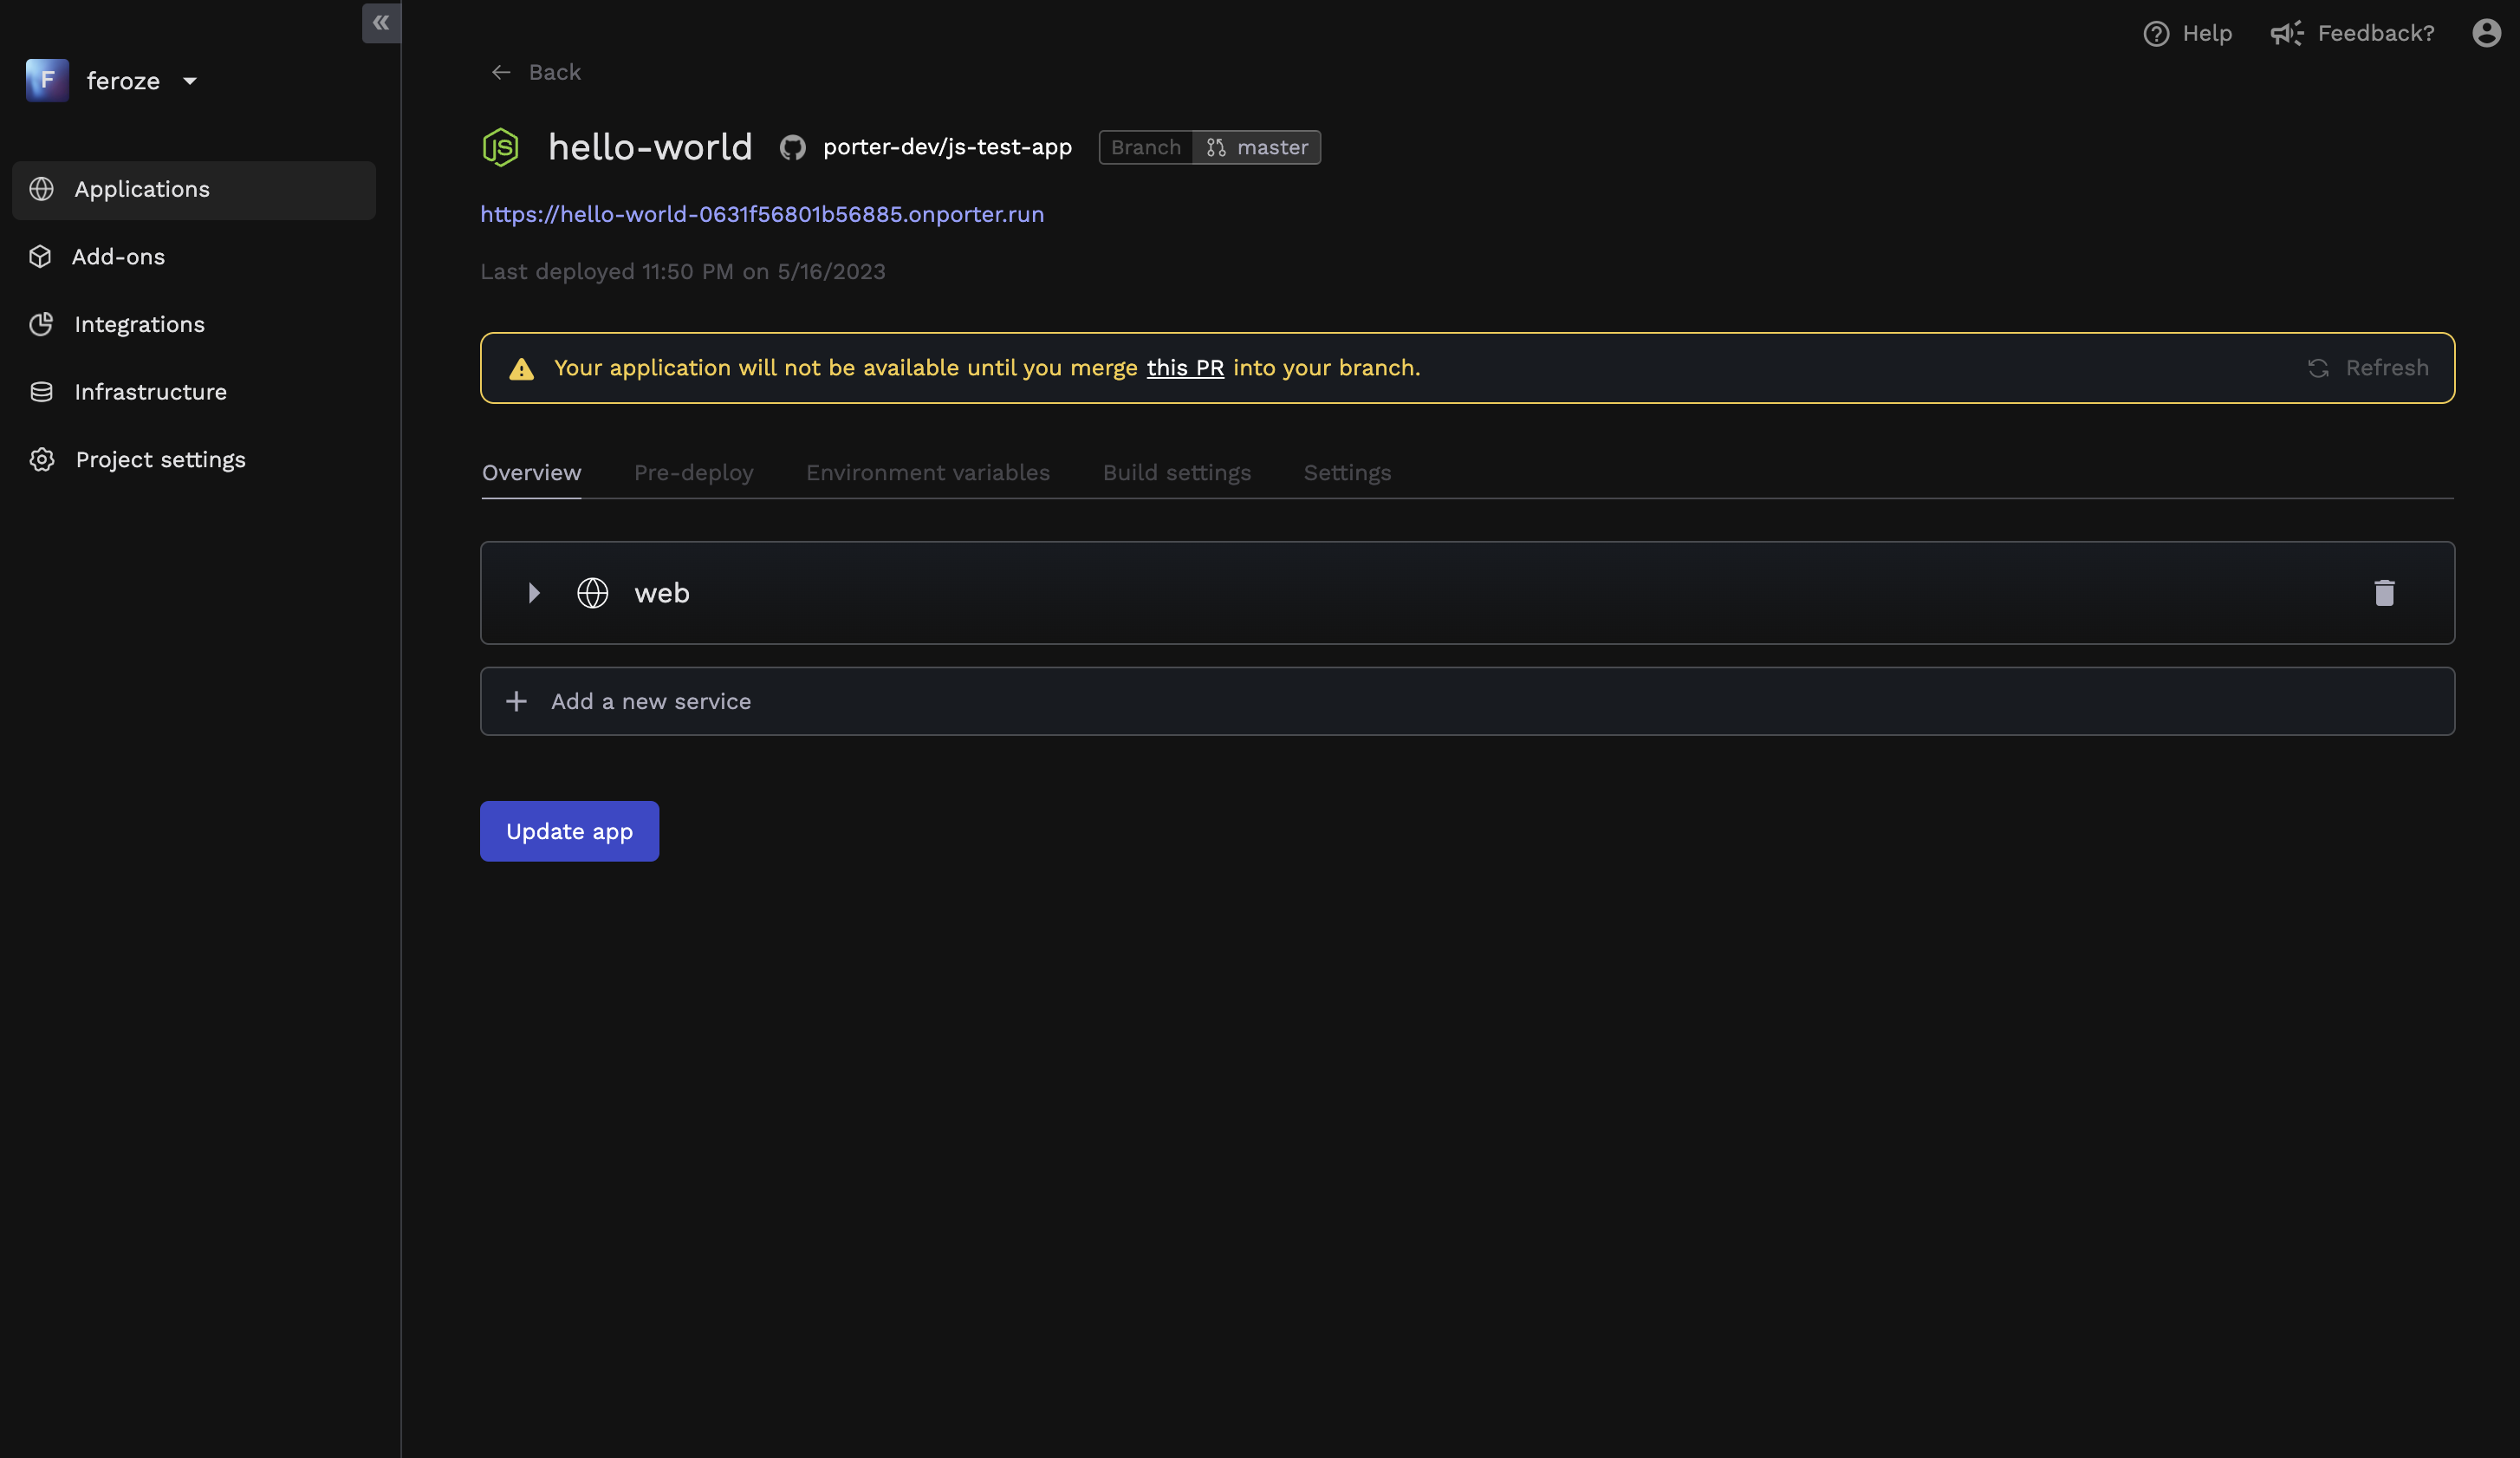 Help
Feedback?
F
feroze
Applications
Add-ons
Integrations
Infrastructure
Project settings
Back
JS
hello-world
porter-dev/js-test-app
Branch
master
https://hello-world-0631f56801b56885.onporter.run
Last deployed 11:50 PM on 5/16/2023
Your application will not be available until you merge this PR into your branch.
Refresh
Overview
Pre-deploy
Environment variables
Build settings
Settings
web
Add a new service
Update app